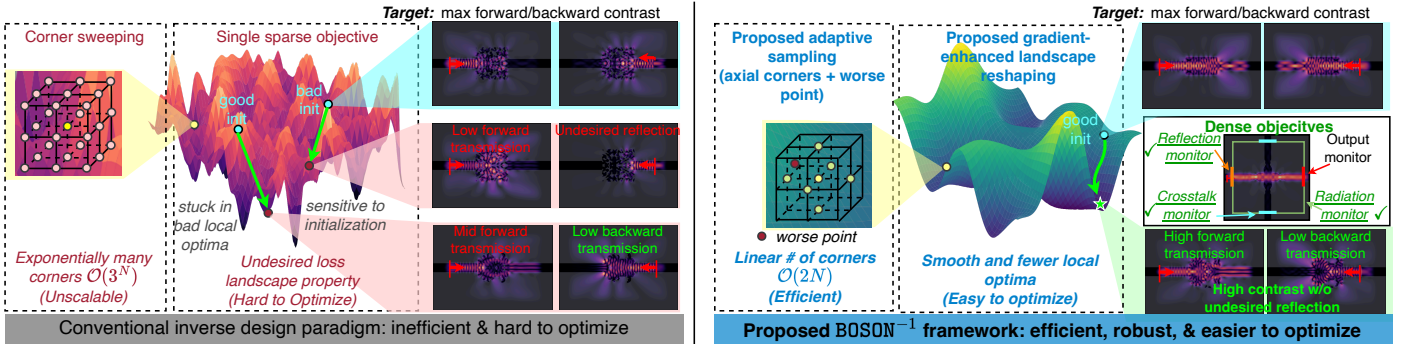 Target: max forward/backward contrast
Corner sweeping
Single sparse objective
good
init
bad
init
Low forward
transmission
Undesired reflection
stuck in
bad local
optima
sensitive to
initialization
Mid forward
transmission
Low backward
transmission
Exponentially many
corners O(3^N)
(Unscalable)
Undesired loss
landscape property
(Hard to Optimize)
Conventional inverse design paradigm: inefficient & hard to optimize
Target: max forward/backward contrast
Proposed adaptive
sampling
(axial corners + worse
point)
Proposed gradient-
enhanced landscape
reshaping
good
init
Dense objecitves
✓ Reflection
monitor
Output
monitor
✓ Crosstalk
monitor
Radiation
monitor ✓
worse point
Linear # of corners
O(2N)
(Efficient)
Smooth and fewer local
optima
(Easy to optimize)
High forward
transmission
Low backward
transmission
High contrast w/o
undesired reflection
Proposed BOSON⁻¹ framework: efficient, robust, & easier to optimize